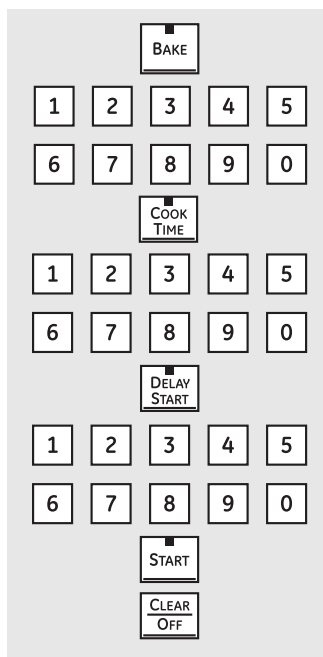 BAKE
1 2 3 4 5
6 7 8 9 0
COOK
TIME
1 2 3 4 5
6 7 8 9 0
DELAY
START
1 2 3 4 5
6 7 8 9 0
START
CLEAR
OFF